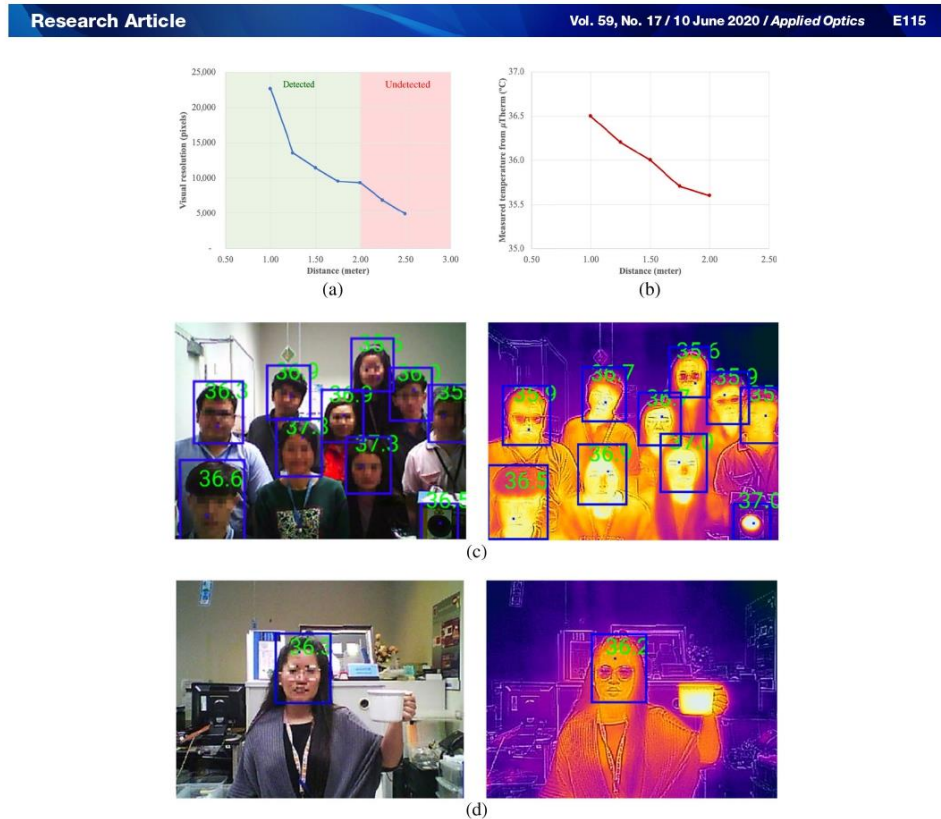 Research Article
Vol. 59, No. 17 / 10 June 2020 / Applied Optics E115
25,000
20,000
15,000
10,000
5,000
-
Visual resolution (pixels)
Detected
Undetected
0.50 1.00 1.50 2.00 2.50 3.00
Distance (meter)
(a)
37.0
36.5
36.0
35.5
35.0
Measured temperature from μTherm (°C)
0.50 1.00 1.50 2.00 2.50
Distance (meter)
(b)
36.9
36.3
36.9
37.3
36.6
35.6
36.7
35.9
35.9
36.5
37.0
(c)
36.2
(d)